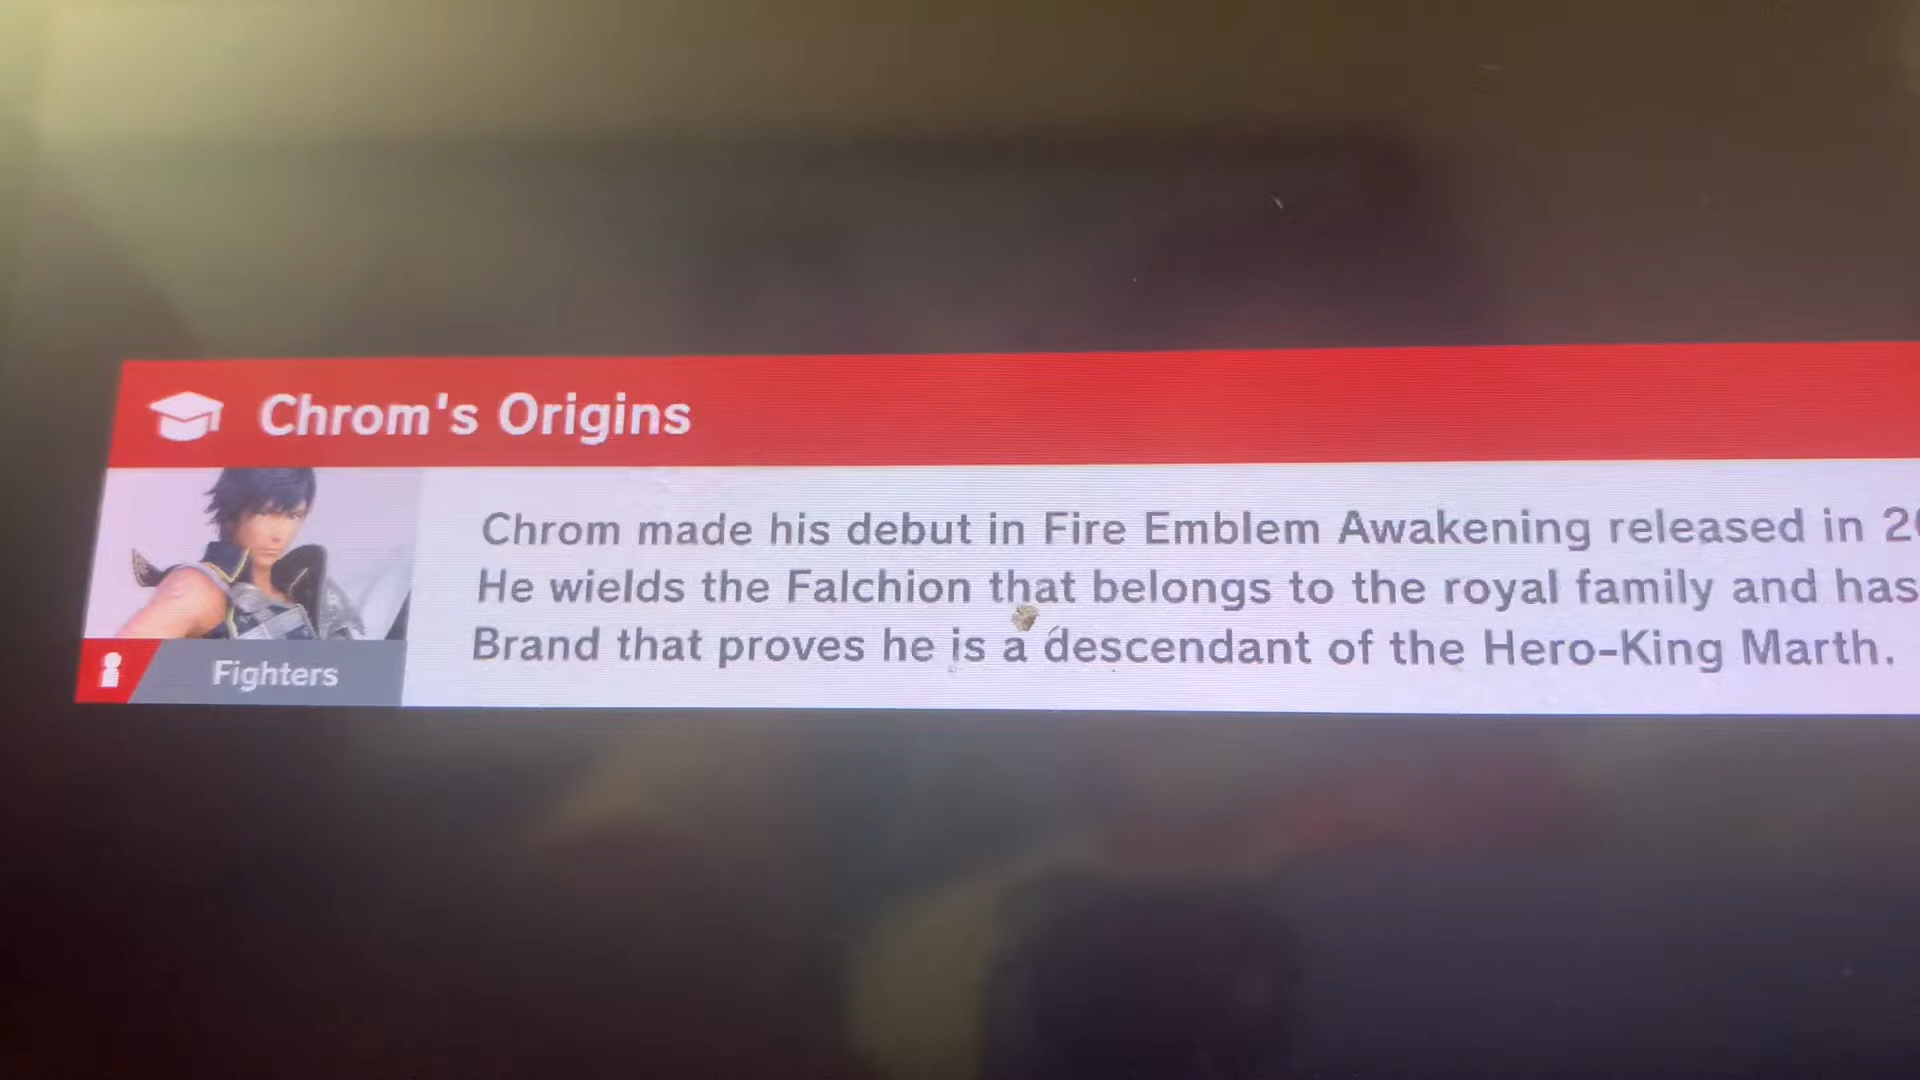 Chrom's Origins
Chrom made his debut in Fire Emblem Awakening released in
He wields the Falchion that belongs to the royal family and has
Brand that proves he is a descendant of the Hero-King Marth.
Fighters